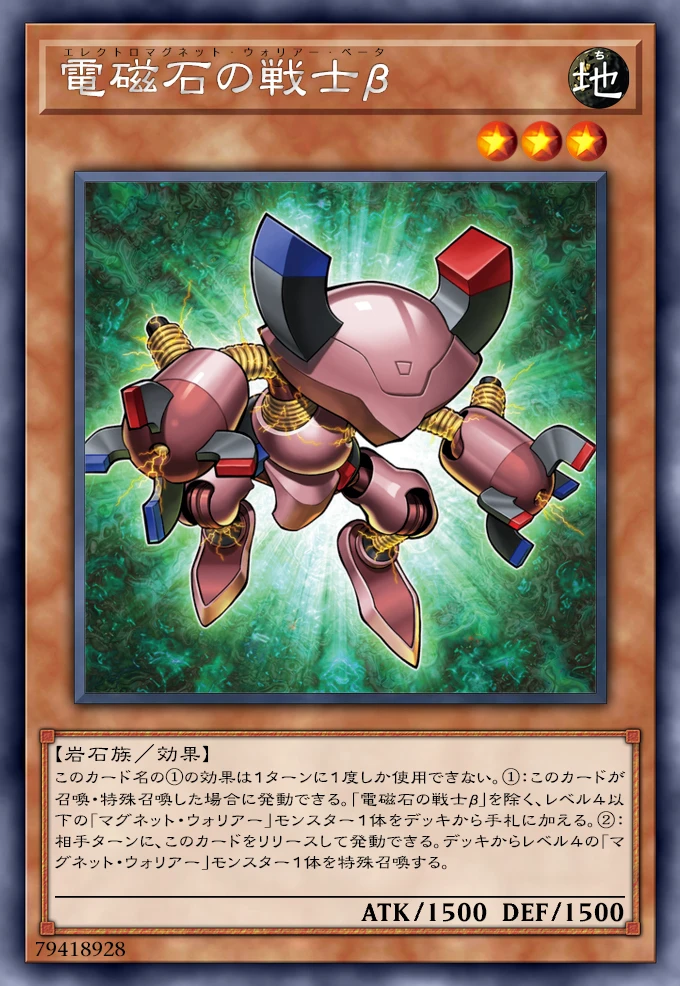 エレクトロマグネット・ウォリアー・ベータ
電磁石の戦士β
ち
地
【岩石族／効果】
このカード名の①の効果は1ターンに1度しか使用できない。①：このカードが
召喚・特殊召喚した場合に発動できる。「電磁石の戦士β」を除く、レベル4以
下の「マグネット・ウォリアー」モンスター1体をデッキから手札に加える。②：
相手ターンに、このカードをリリースして発動できる。デッキからレベル4の「マ
グネット・ウォリアー」モンスター1体を特殊召喚する。
ATK/1500 DEF/1500
79418928